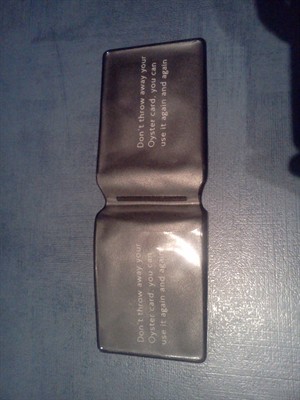 Don't throw away your
Oyster card, you can
use it again and again
Don't throw away your
Oyster card, you can
use it again and again